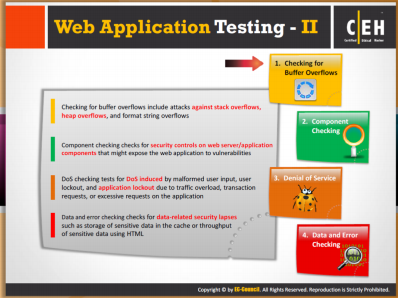 Web Application Testing - II
CEH
Certified Ethical Hacker
1. Checking for
Buffer Overflows
Checking for buffer overflows include attacks against stack overflows,
heap overflows, and format string overflows
2. Component
Checking
Component checking checks for security controls on web server/application
components that might expose the web application to vulnerabilities
3. Denial of Service
DoS checking tests for DoS induced by malformed user input, user
lockout, and application lockout due to traffic overload, transaction
requests, or excessive requests on the application
4. Data and Error
Checking
Data and error checking checks for data-related security lapses
such as storage of sensitive data in the cache or throughput
of sensitive data using HTML
Copyright © by EC-Council. All Rights Reserved. Reproduction is Strictly Prohibited.